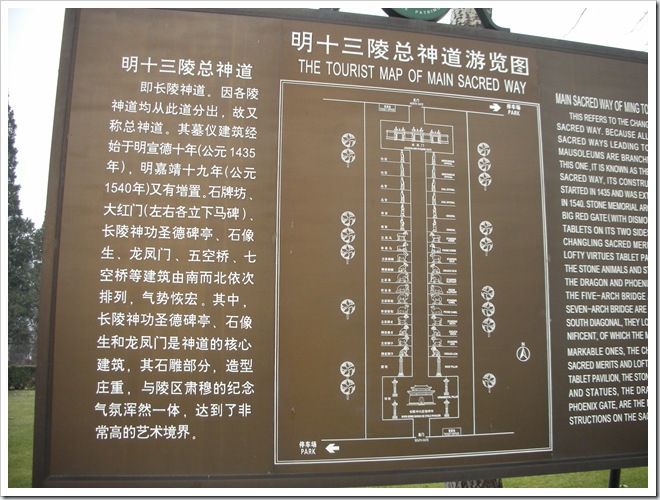 明十三陵总神道
即长陵神道。因各陵
神道均从此道分出，故又
称总神道。其墓仪建筑经
始于明宣德十年(公元1435
年)，明嘉靖十九年(公元
1540年)又有增置。石牌坊、
大红门(左右各立下马碑)、
长陵神功圣德碑亭、石像
生、龙凤门、五空桥、七
空桥等建筑由南而北依次
排列，气势恢宏。其中，
长陵神功圣德碑亭、石像
生和龙凤门是神道的核心
建筑，其石雕部分，造型
庄重，与陵区肃穆的纪念
气氛浑然一体，达到了非
常高的艺术境界。
明十三陵总神道游览图
THE TOURIST MAP OF MAIN SACRED WAY
停车场
PARK
停车场
PARK
N
MAIN SACRED WAY OF MING TO
THIS REFERS TO THE CHANG
SACRED WAY. BECAUSE ALL
SACRED WAYS LEADING TO
MAUSOLEUMS ARE BRANCHE
THIS ONE, IT IS KNOWN AS THE
SACRED WAY, ITS CONSTRU
STARTED IN 1435 AND WAS EXT
IN 1540. STONE MEMORIAL AR
BIG RED GATE (WITH DISMO
TABLETS ON ITS TWO SIDES
CHANGLING SACRED MERI
LOFTY VIRTUES TABLET PA
THE STONE ANIMALS AND ST
THE DRAGON AND PHOENIX
THE FIVE-ARCH BRIDGE
SEVEN-ARCH BRIDGE ARE
SOUTH DIAGONAL, THEY LO
NIFICENT, OF WHICH THE M
MARKABLE ONES, THE CH
SACRED MERITS AND LOFT
TABLET PAVILION, THE STON
AND STATUES, THE DRA
PHOENIX GATE, ARE THE
STRUCTIONS ON THE SA